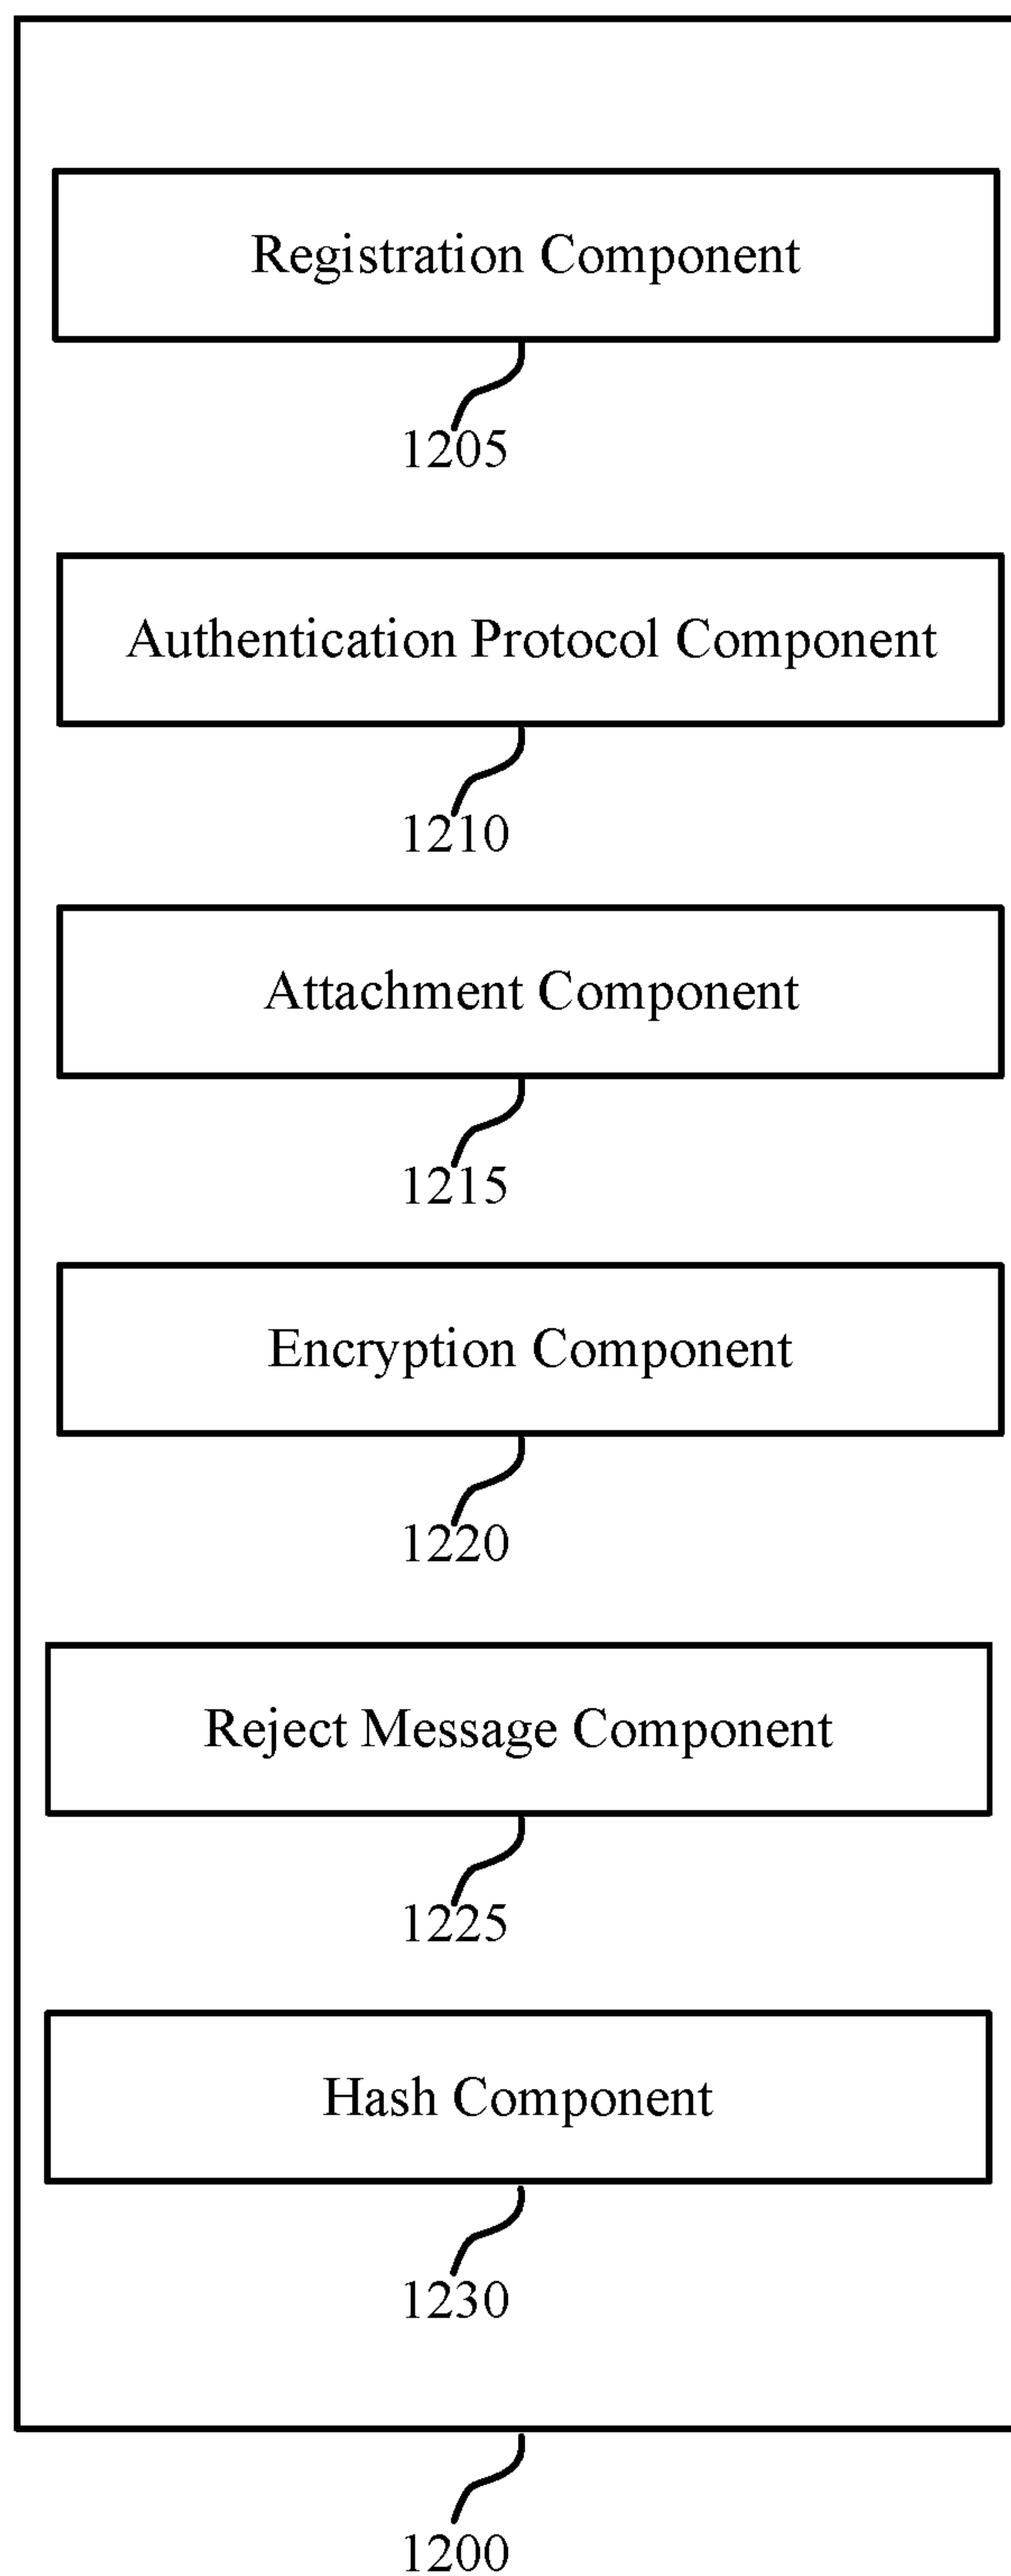 Registration Component
1205
Authentication Protocol Component
1210
Attachment Component
1215
Encryption Component
1220
Reject Message Component
1225
Hash Component
1230
1200